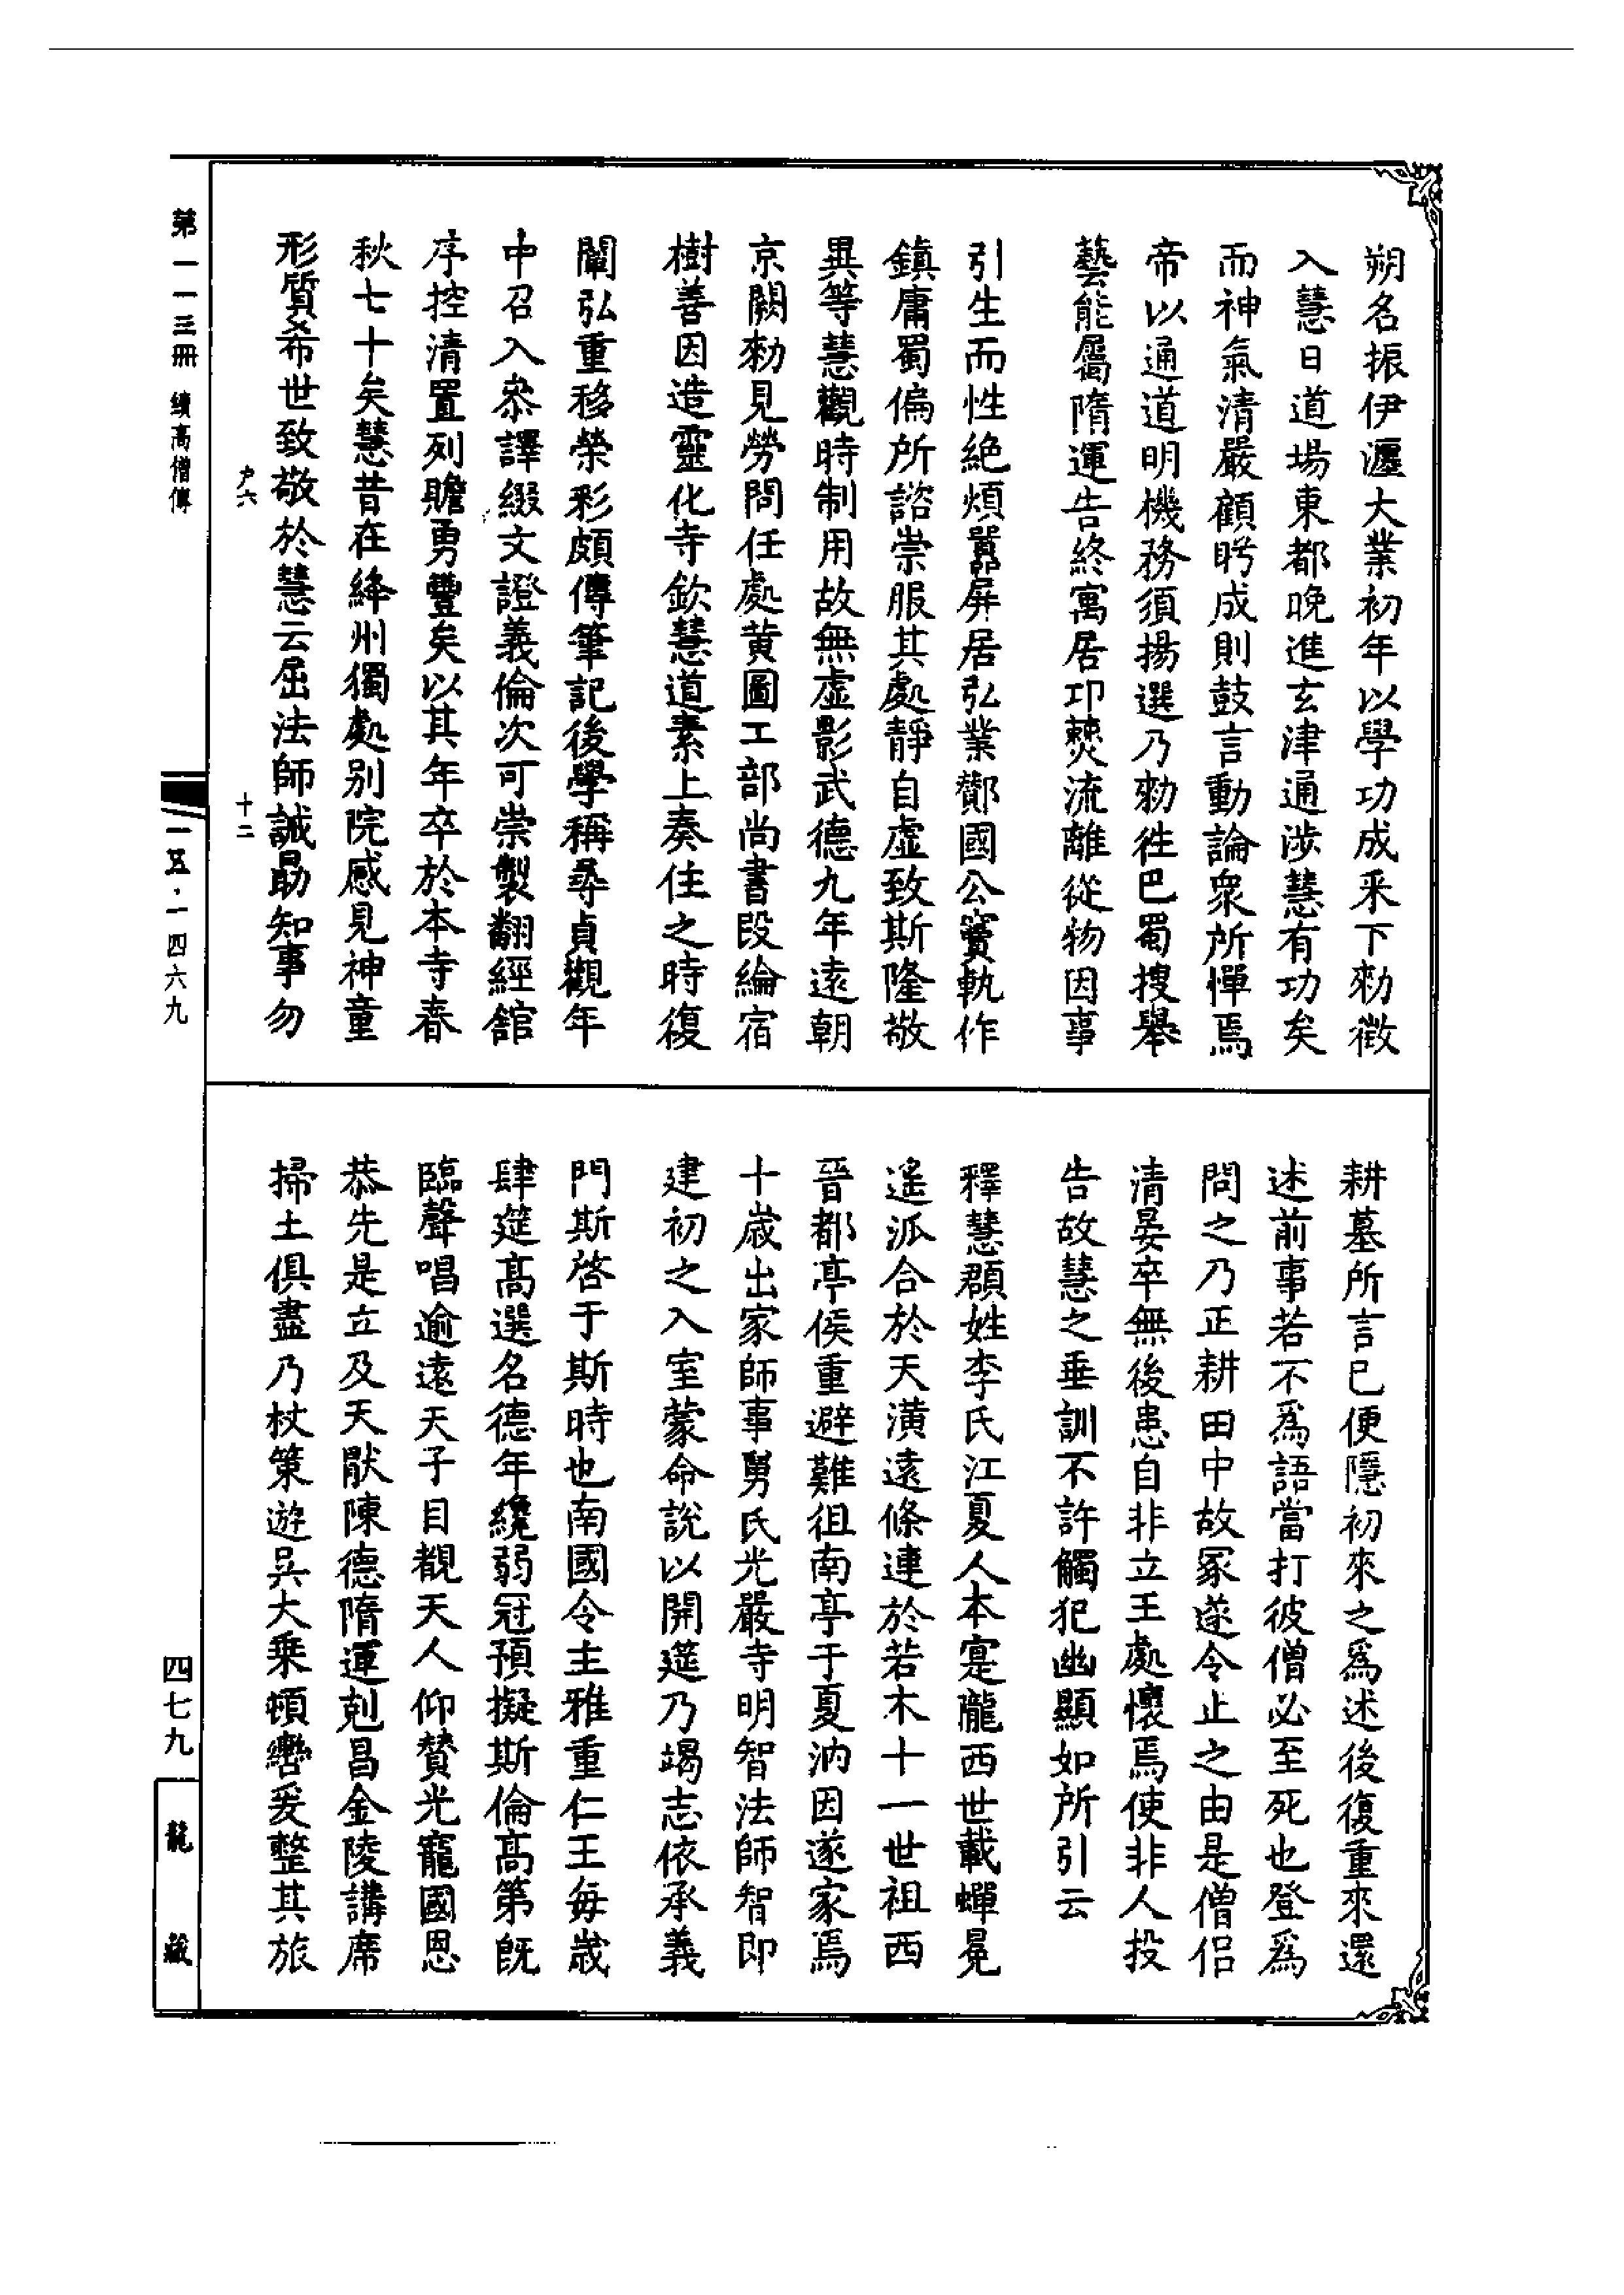 朔名振伊瀍大業初年以學功成釆下勑徵
入慧日道場東都晚進玄津通涉慧有功矣
而神氣清嚴顧眄成則鼓言動論衆所憚焉
帝以通道明機務須揚選乃勑徃巴蜀搜舉
藝能屬隋運告終寓居卭僰流離從物因事
引生而性絶煩嚻屏居弘業鄼國公竇軌作
鎮庸蜀偏所諮崇服其處靜自虛致斯隆敬
異等慧觀時制用故無虛影武德九年逺朝
京闕勑見勞問任處黄圖工部尚書段綸宿
樹善因造靈化寺欽慧道素上奏住之時復
闡弘重移榮彩頗傳筆記後學稱尋貞觀年
中召入叅譯綴文證義倫次可崇製翻經舘
序控清置列贍勇豐矣以其年卒於本寺春
秋七十矣慧昔在絳州獨處别院感見神童
形質希世致敬於慧云屈法師誡勗知事勿
耕墓所言已便隱初來之爲述後復重來還
述前事若不爲語當打彼僧必至死也登爲
問之乃正耕田中故冢遂令止之由是僧侣
清晏卒無後患自非立王處懷焉使非人投
告故慧之垂訓不許觸犯幽顯如所引云
釋慧頵姓李氏江夏人本寔隴西世載蟬冕
遙派合於天潢逺條連於若木十一世祖西
晉都亭侯重避難徂南亭于夏汭因遂家焉
十歲出家師事舅氏光嚴寺明智法師智即
建初之入室蒙命説以開筵乃竭志依承義
門斯啓于斯時也南國令主雅重仁王每歲
肆筵髙選名德年纔弱冠預擬斯倫髙第旣
臨聲唱逾逺天子目覩天人仰賛光寵國恩
恭先是立及天猒陳德隋運剋昌金陵講席
掃土俱盡乃杖策遊吳大乗頓轡爰整其旅
户六
十二
第一一三冊 續高僧傳
一一五·一四六九
四七九
龍藏